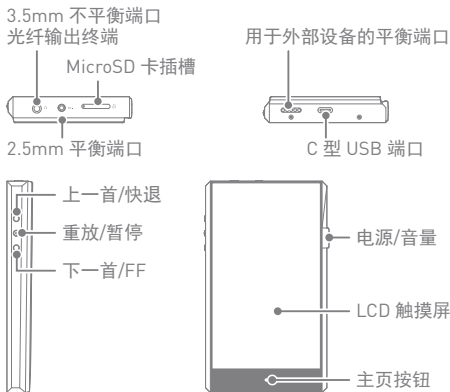 3.5mm 不平衡端口
光纤输出终端
用于外部设备的平衡端口
MicroSD 卡插槽
2.5mm 平衡端口
C 型 USB 端口
上一首/快退
重放/暂停
下一首/FF
电源/音量
LCD 触摸屏
主页按钮